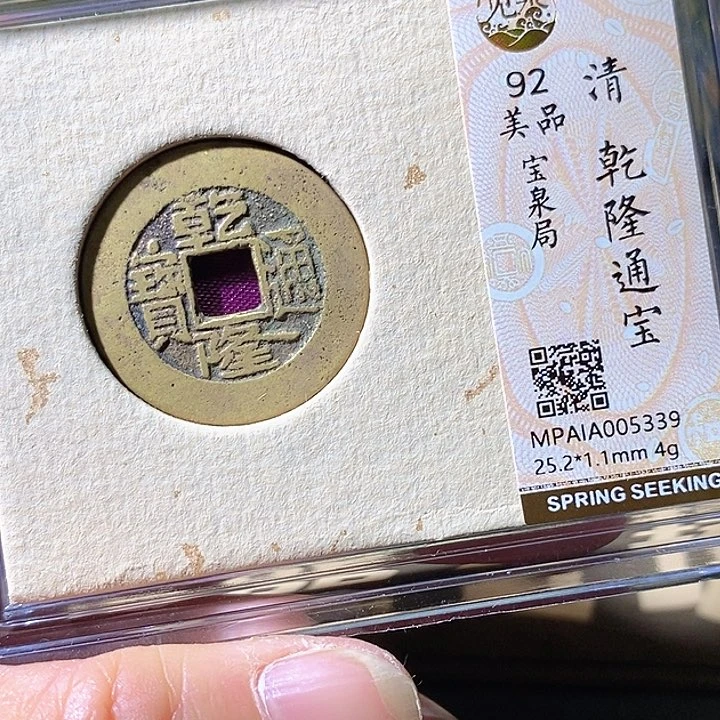 乾
隆
通
寳
清 乾隆通宝
92
美品 宝泉局
MPAIA005339
25.2*1.1mm 4g
SPRING SEEKING